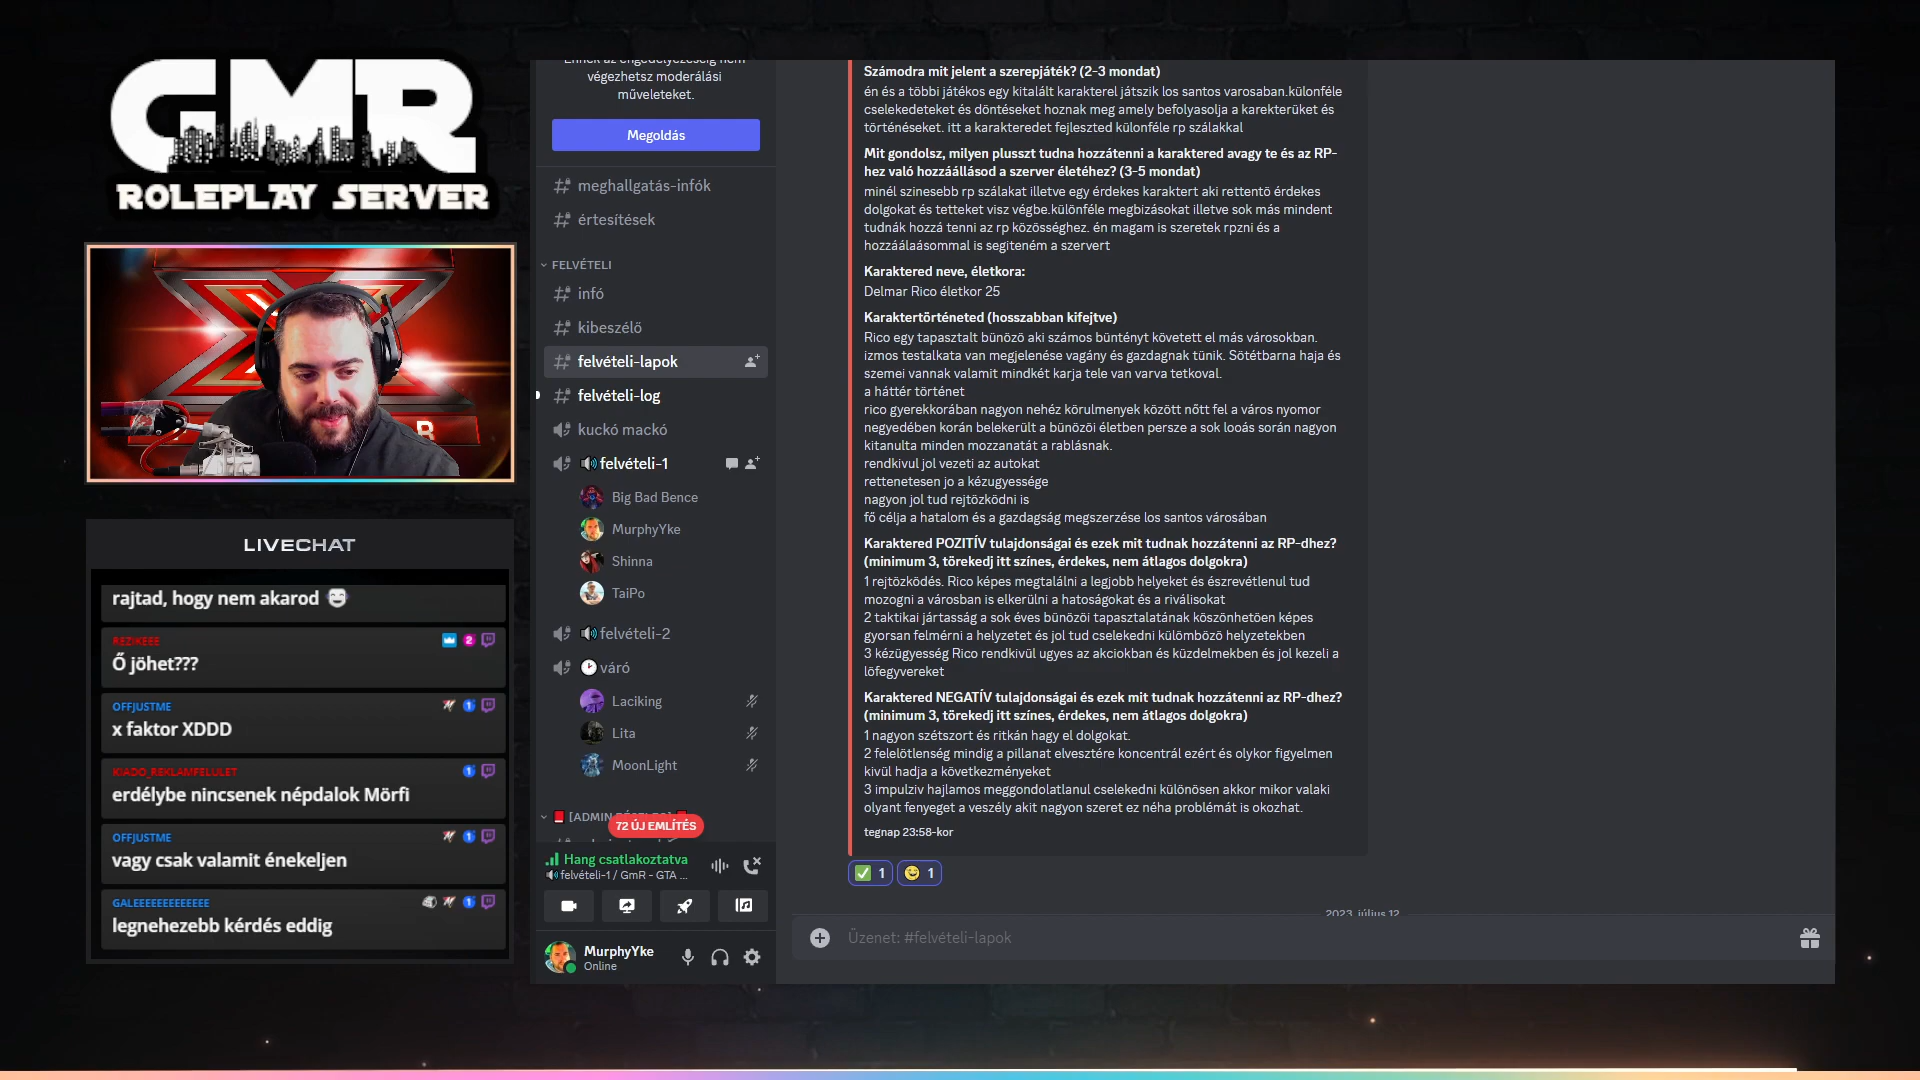 GMR
ROLEPLAY SERVER
R
LIVECHAT
rajtad, hogy nem akarod
REZIKEEE
2
Ő jöhet???
OFFJUSTME
1
x faktor XDDD
KIADO_REKLAMFELULET
1
erdélybe nincsenek népdalok Mörfi
OFFJUSTME
1
vagy csak valamit énekeljen
GALEEEEEEEEEEEEE
1
legnehezebb kérdés eddig
végezhetsz moderálási
műveleteket.
Megoldás
meghallgatás-infók
értesítések
FELVÉTELI
infó
kibeszélő
felvételi-lapok
felvételi-log
kuckó mackó
felvételi-1
Big Bad Bence
MurphyYke
Shinna
TaiPo
felvételi-2
váró
Laciking
Lita
MoonLight
72 ÚJ EMLÍTÉS
Hang csatlakoztatva
felvételi-1 / GmR - GTA ...
MurphyYke
Online
Számodra mit jelent a szerepjáték? (2-3 mondat)
én és a többi játékos egy kitalált karakterel játszik los santos varosaban.különféle
cselekedeteket és döntéseket hoznak meg amely befolyasolja a karekterüket és
történéseket. itt a karakteredet fejleszted különféle rp szálakkal
Mit gondolsz, milyen plusszt tudna hozzátenni a karaktered avagy te és az RP-
hez való hozzáállásod a szerver életéhez? (3-5 mondat)
minél szinesebb rp szálakat illetve egy érdekes karaktert aki rettentö érdekes
dolgokat és tetteket visz végbe.különféle megbizásokat illetve sok más mindent
tudnák hozzá tenni az rp közösséghez. én magam is szeretek rpzni és a
hozzáálaásommal is segiteném a szervert
Karaktered neve, életkora:
Delmar Rico életkor 25
Karaktertörténeted (hosszabban kifejtve)
Rico egy tapasztalt bünözö aki számos büntényt követett el más városokban.
izmos testalkata van megjelenése vagány és gazdagnak tünik. Sötétbarna haja és
szemei vannak valamit mindkét karja tele van varva tetkoval.
a háttér történet
rico gyerekkorában nagyon nehéz körulmenyek között nőtt fel a város nyomor
negyedében korán belekerült a bünözöi életben persze a sok looás során nagyon
kitanulta minden mozzanatát a rablásnak.
rendkivul jol vezeti az autokat
rettenetesen jo a kézugyessége
nagyon jol tud rejtözködni is
fő célja a hatalom és a gazdagság megszerzése los santos városában
Karaktered POZITÍV tulajdonságai és ezek mit tudnak hozzátenni az RP-dhez?
(minimum 3, törekedj itt színes, érdekes, nem átlagos dolgokra)
1 rejtözködés. Rico képes megtalálni a legjobb helyeket és észrevétlenul tud
mozogni a városban is elkerülni a hatoságokat és a riválisokat
2 taktikai jártasság a sok éves bünözöi tapasztalatának köszönhetöen képes
gyorsan felmérni a helyzetet és jol tud cselekedni külömbözö helyzetekben
3 kézügyesség Rico rendkivül ugyes az akciokban és küzdelmekben és jol kezeli a
löfegyvereket
Karaktered NEGATÍV tulajdonságai és ezek mit tudnak hozzátenni az RP-dhez?
(minimum 3, törekedj itt színes, érdekes, nem átlagos dolgokra)
1 nagyon szétszort és ritkán hagy el dolgokat.
2 felelötlenség mindig a pillanat elvesztére koncentrál ezért és olykor figyelmen
kivül hadja a következményeket
3 impulziv hajlamos meggondolatlanul cselekedni különösen akkor mikor valaki
olyant fenyeget a veszély akit nagyon szeret ez néha problémát is okozhat.
tegnap 23:58-kor
1
1
2023. július 12.
Üzenet: #felvételi-lapok